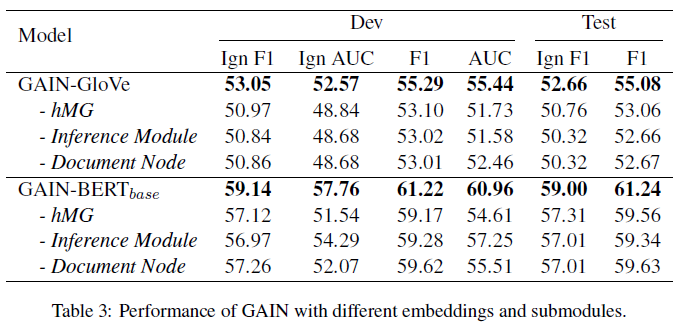 Model Dev Test
Ign F1 Ign AUC F1 AUC Ign F1 F1
GAIN-GloVe 53.05 52.57 55.29 55.44 52.66 55.08
- hMG 50.97 48.84 53.10 51.73 50.76 53.06
- Inference Module 50.84 48.68 53.02 51.58 50.32 52.66
- Document Node 50.86 48.68 53.01 52.46 50.32 52.67
GAIN-BERTbase 59.14 57.76 61.22 60.96 59.00 61.24
- hMG 57.12 51.54 59.17 54.61 57.31 59.56
- Inference Module 56.97 54.29 59.28 57.25 57.01 59.34
- Document Node 57.26 52.07 59.62 55.51 57.01 59.63
Table 3: Performance of GAIN with different embeddings and submodules.